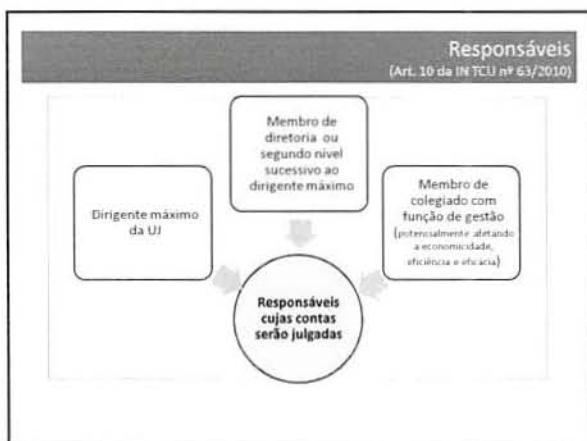 Responsáveis
(Art. 10 da IN TCU nº 63/2010)
Membro de
diretoria ou
segundo nível
sucessivo ao
dirigente máximo
Dirigente máximo
da UJ
Membro de
colegiado com
função de gestão
(potencialmente afetando
a economicidade,
eficiência e eficácia)
Responsáveis
cujas contas
serão julgadas